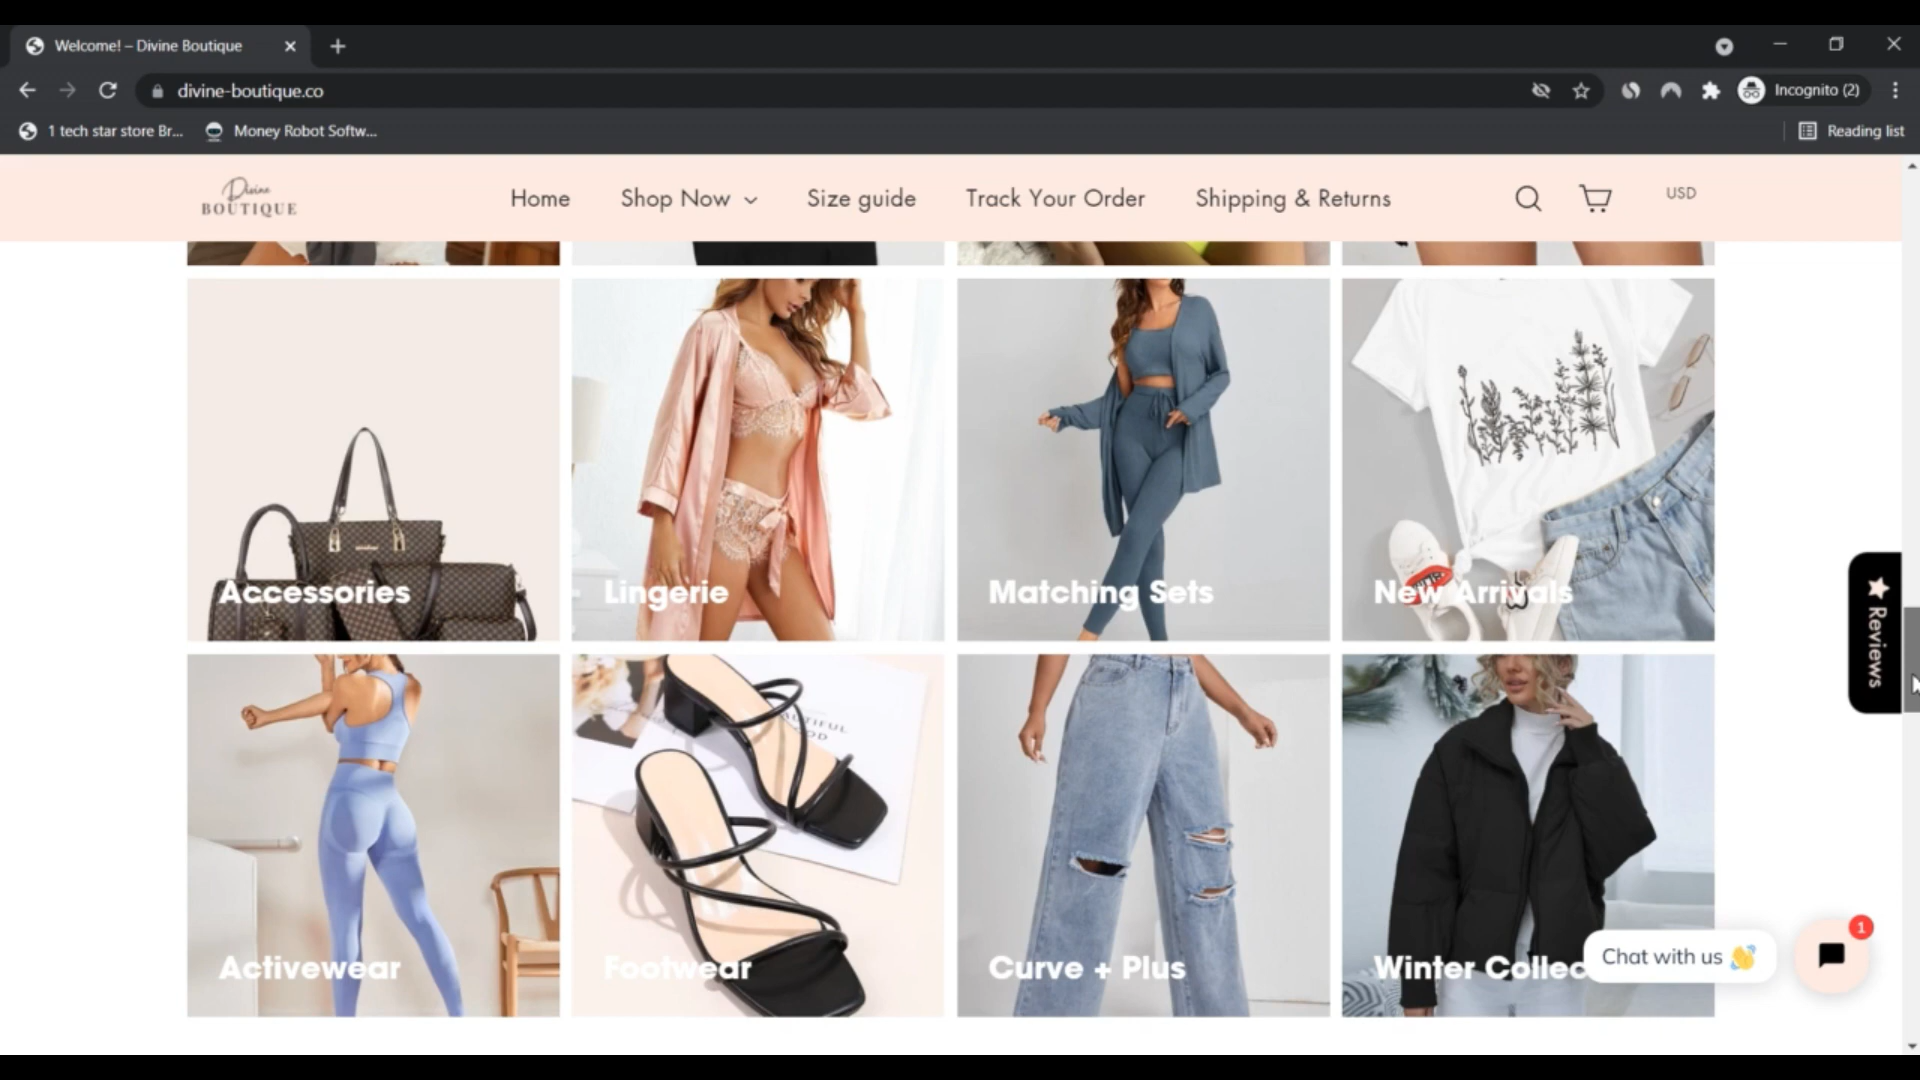 Welcome! – Divine Boutique
divine-boutique.co
Incognito (2)
1 tech star store Br...
Money Robot Softw...
Reading list
Divine
BOUTIQUE
Home
Shop Now
Size guide
Track Your Order
Shipping & Returns
USD
Accessories
Lingerie
Matching Sets
New Arrivals
Reviews
Activewear
Footwear
Curve + Plus
Winter Collec
Chat with us 👋
1